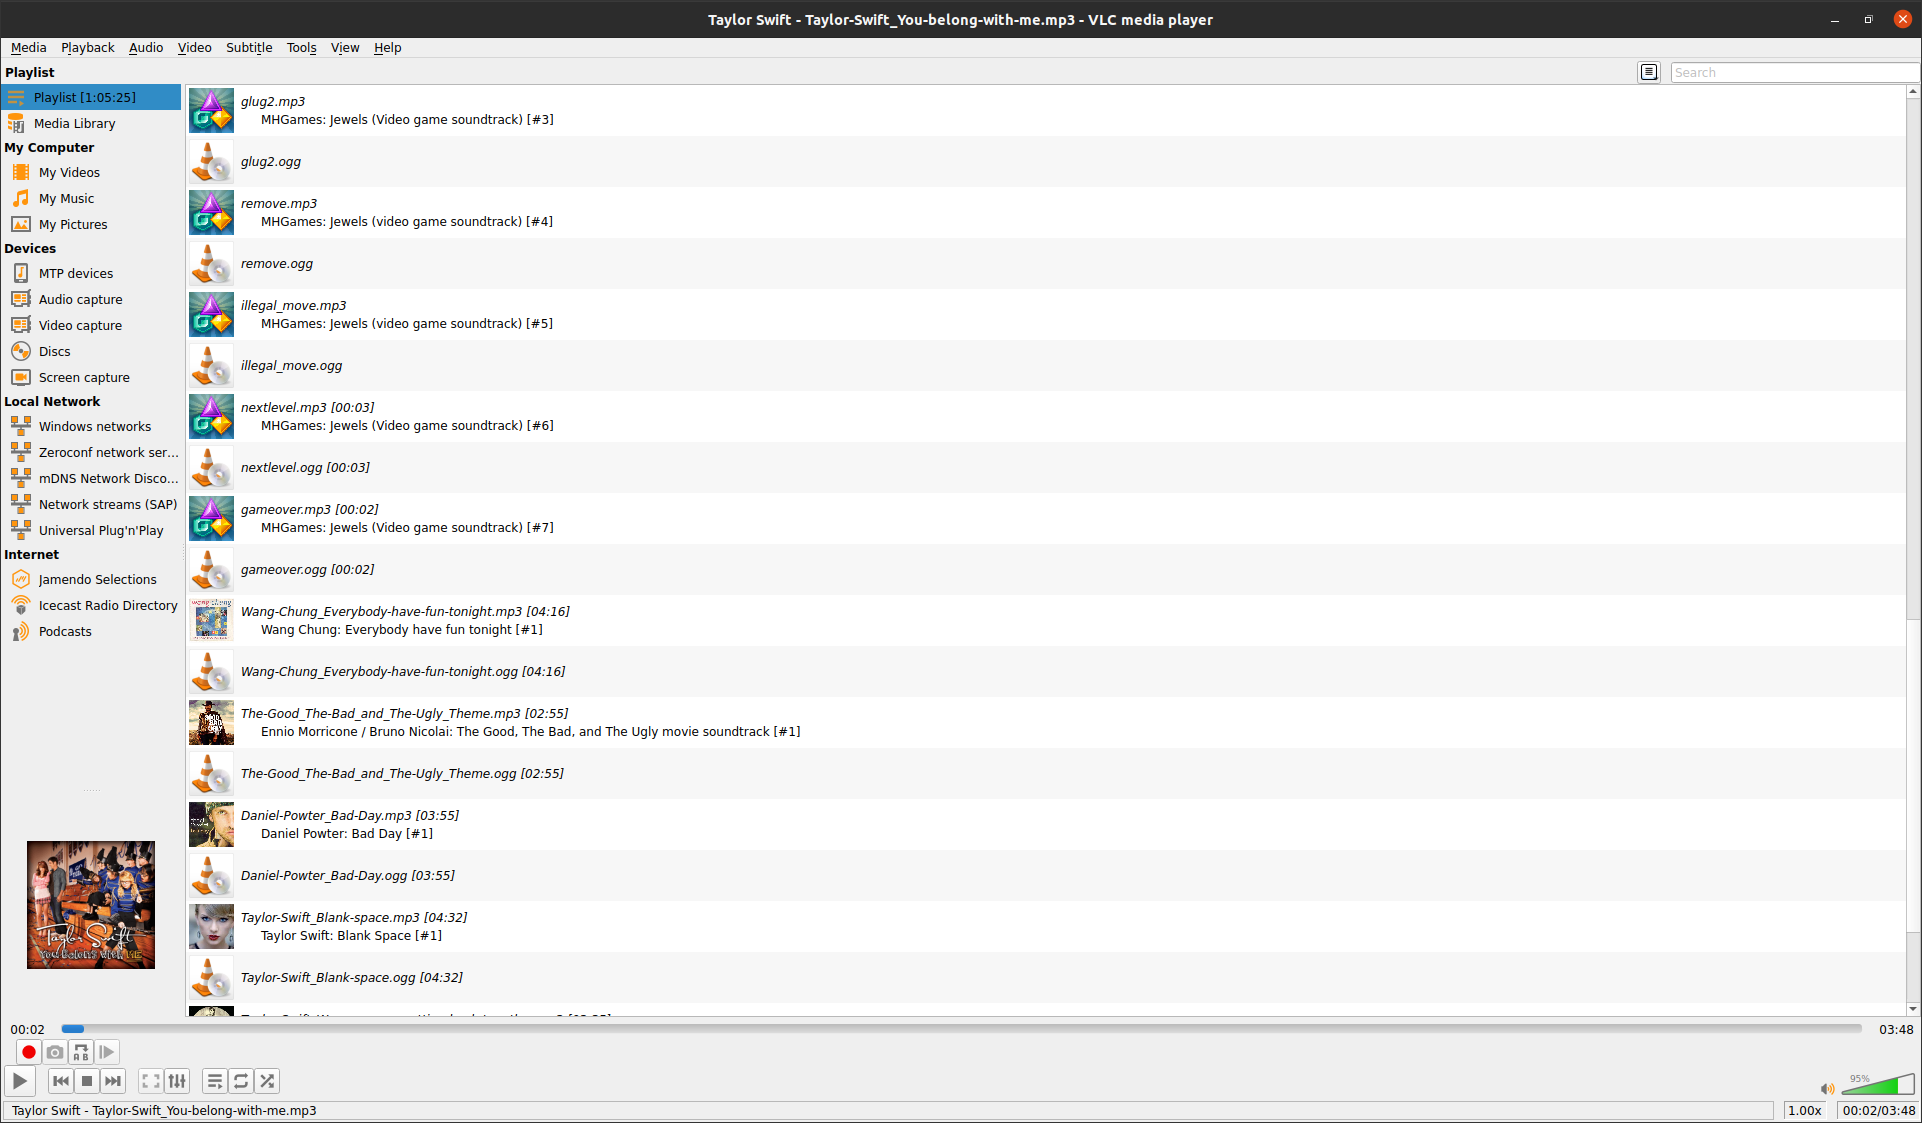 Taylor Swift - Taylor-Swift_You-belong-with-me.mp3 - VLC media player
Media Playback Audio Video Subtitle Tools View Help
Playlist
Search
Playlist [1:05:25]
Media Library
My Computer
My Videos
My Music
My Pictures
Devices
MTP devices
Audio capture
Video capture
Discs
Screen capture
Local Network
Windows networks
Zeroconf network ser...
mDNS Network Disco...
Network streams (SAP)
Universal Plug'n'Play
Internet
Jamendo Selections
Icecast Radio Directory
Podcasts
glug2.mp3
MHGames: Jewels (Video game soundtrack) [#3]
glug2.ogg
remove.mp3
MHGames: Jewels (video game soundtrack) [#4]
remove.ogg
illegal_move.mp3
MHGames: Jewels (video game soundtrack) [#5]
illegal_move.ogg
nextlevel.mp3 [00:03]
MHGames: Jewels (Video game soundtrack) [#6]
nextlevel.ogg [00:03]
gameover.mp3 [00:02]
MHGames: Jewels (Video game soundtrack) [#7]
gameover.ogg [00:02]
wang chung
Wang-Chung_Everybody-have-fun-tonight.mp3 [04:16]
Wang Chung: Everybody have fun tonight [#1]
Wang-Chung_Everybody-have-fun-tonight.ogg [04:16]
The-Good_The-Bad_and_The-Ugly_Theme.mp3 [02:55]
Ennio Morricone / Bruno Nicolai: The Good, The Bad, and The Ugly movie soundtrack [#1]
The-Good_The-Bad_and_The-Ugly_Theme.ogg [02:55]
Daniel-Powter_Bad-Day.mp3 [03:55]
Daniel Powter: Bad Day [#1]
Daniel-Powter_Bad-Day.ogg [03:55]
Taylor-Swift_Blank-space.mp3 [04:32]
Taylor Swift: Blank Space [#1]
Taylor-Swift_Blank-space.ogg [04:32]
Taylor Swift
YOU BELONG WITH ME
00:02
03:48
A B
95%
Taylor Swift - Taylor-Swift_You-belong-with-me.mp3
1.00x
00:02/03:48